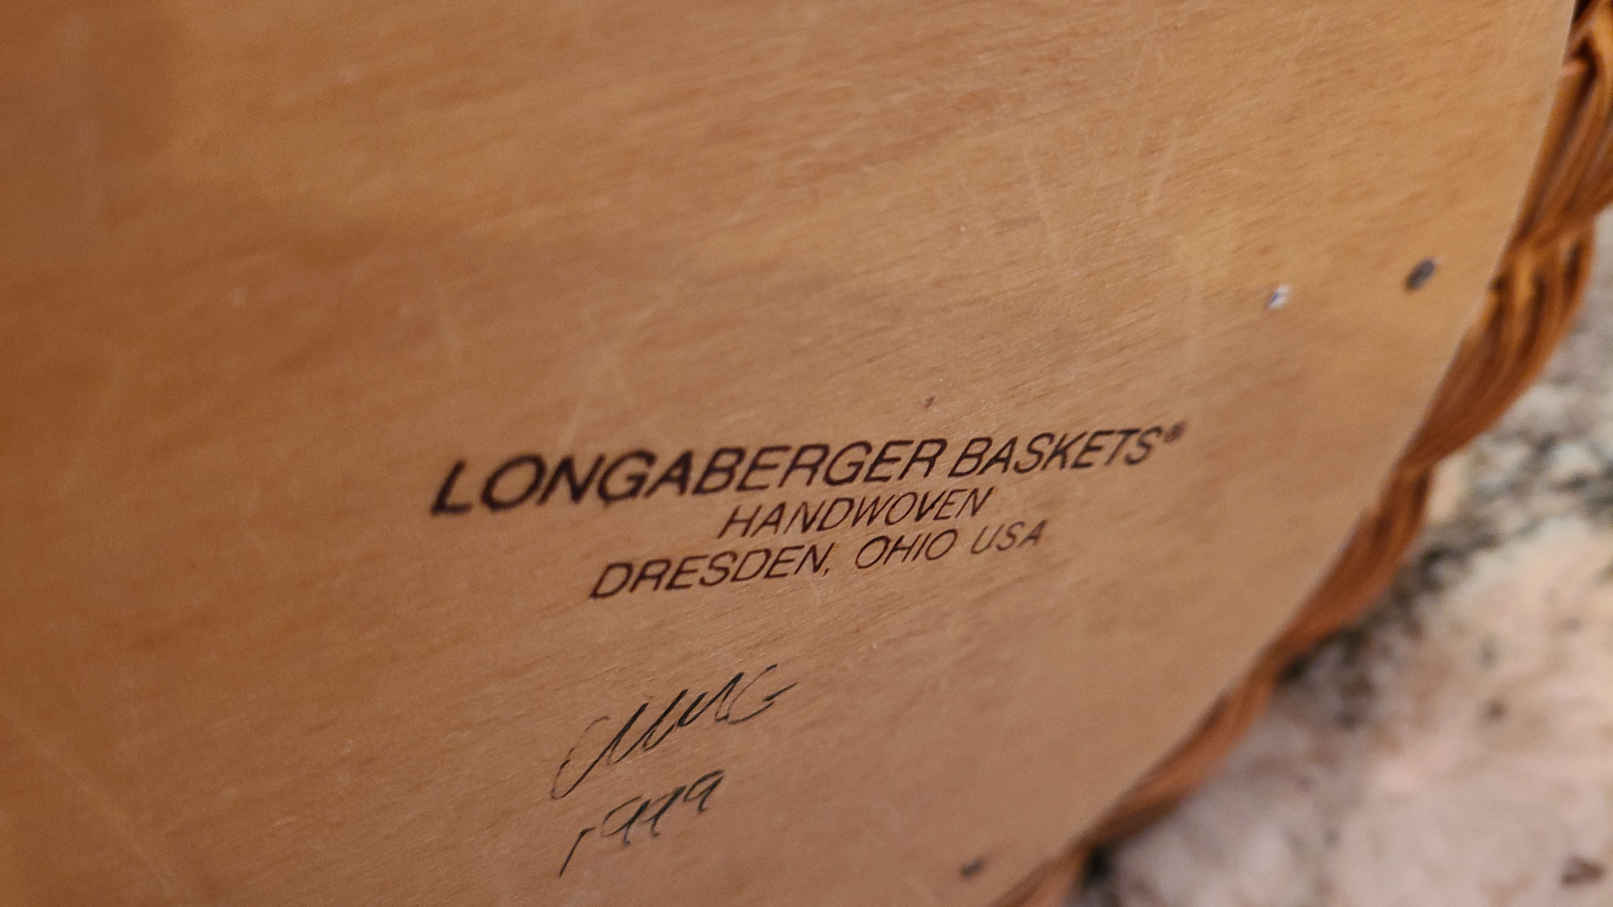 LONGABERGER BASKETS®
HANDWOVEN
DRESDEN, OHIO USA
1999